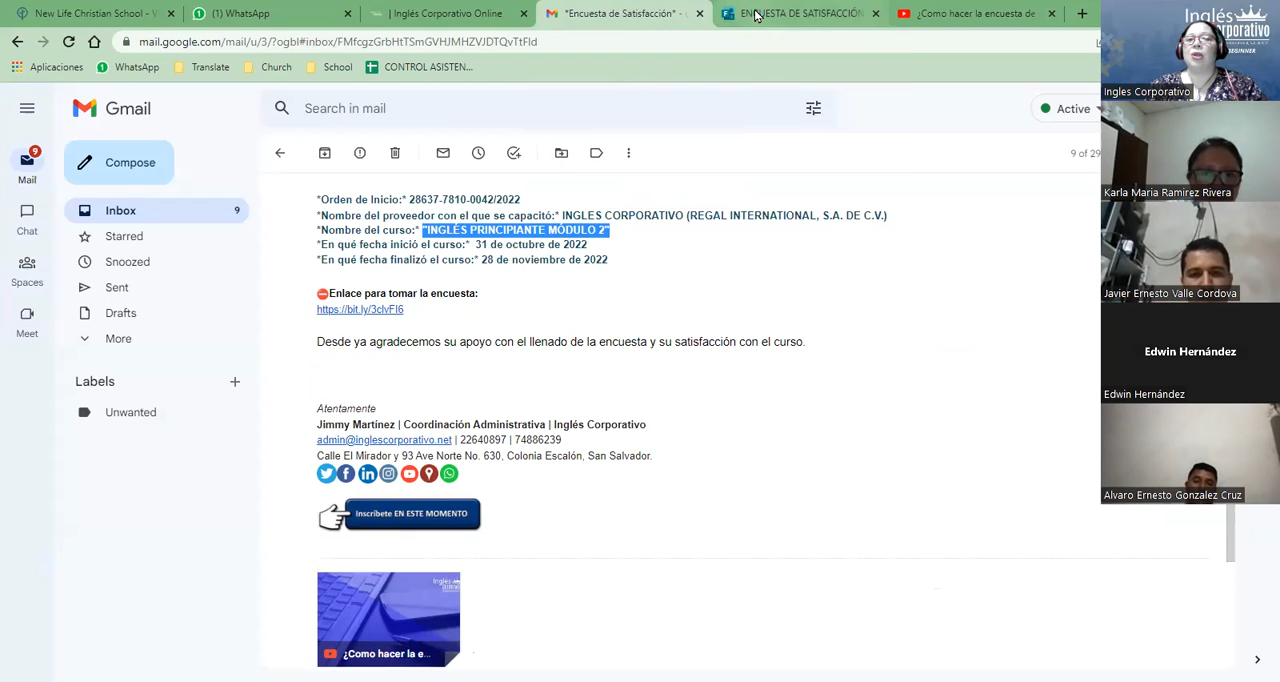 New Life Christian School - V
(1) WhatsApp
| Inglés Corporativo Online
*Encuesta de Satisfacción* -
ENCUESTA DE SATISFACCIÓN
¿Como hacer la encuesta de
mail.google.com/mail/u/3/?ogbl#inbox/FMfcgzGrbHtTSmGVHJMHZVJDTQvTtFld
Aplicaciones
WhatsApp
Translate
Church
School
CONTROL ASISTEN...
Gmail
Search in mail
Active
Compose
9 of 29
9
Mail
Chat
Spaces
Meet
Inbox 9
Starred
Snoozed
Sent
Drafts
More
Labels
Unwanted
*Orden de Inicio:* 28637-7810-0042/2022
*Nombre del proveedor con el que se capacitó:* INGLES CORPORATIVO (REGAL INTERNATIONAL, S.A. DE C.V.)
*Nombre del curso:* "INGLÉS PRINCIPIANTE MÓDULO 2"
*En qué fecha inició el curso:* 31 de octubre de 2022
*En qué fecha finalizó el curso:* 28 de noviembre de 2022
Enlace para tomar la encuesta:
https://bit.ly/3clvFI6
Desde ya agradecemos su apoyo con el llenado de la encuesta y su satisfacción con el curso.
Atentamente
Jimmy Martínez | Coordinación Administrativa | Inglés Corporativo
admin@inglescorporativo.net | 22640897 | 74886239
Calle El Mirador y 93 Ave Norte No. 630, Colonia Escalón, San Salvador.
Inscríbete EN ESTE MOMENTO
Inglés
¿Como hacer la e...
Inglés
Corporativo
BEGINNER
Ingles Corporativo
Karla Maria Ramirez Rivera
Javier Ernesto Valle Cordova
Edwin Hernández
Edwin Hernández
Alvaro Ernesto Gonzalez Cruz